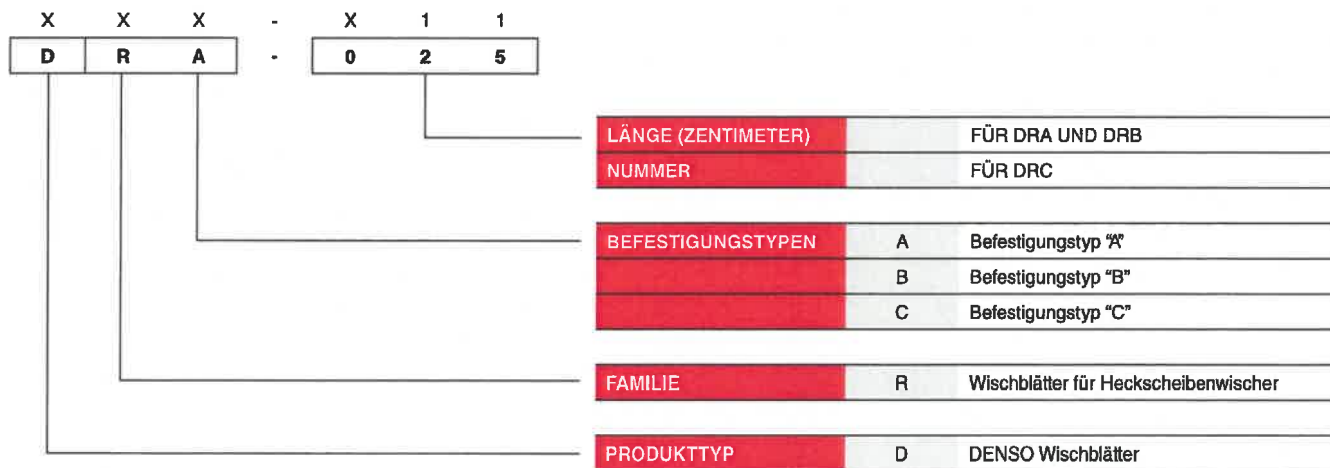 X X X - X 1 1
D R A - 0 2 5
LÄNGE (ZENTIMETER) FÜR DRA UND DRB
NUMMER FÜR DRC
BEFESTIGUNGSTYPEN A Befestigungstyp "A"
B Befestigungstyp "B"
C Befestigungstyp "C"
FAMILIE R Wischblätter für Heckscheibenwischer
PRODUKTTYP D DENSO Wischblätter